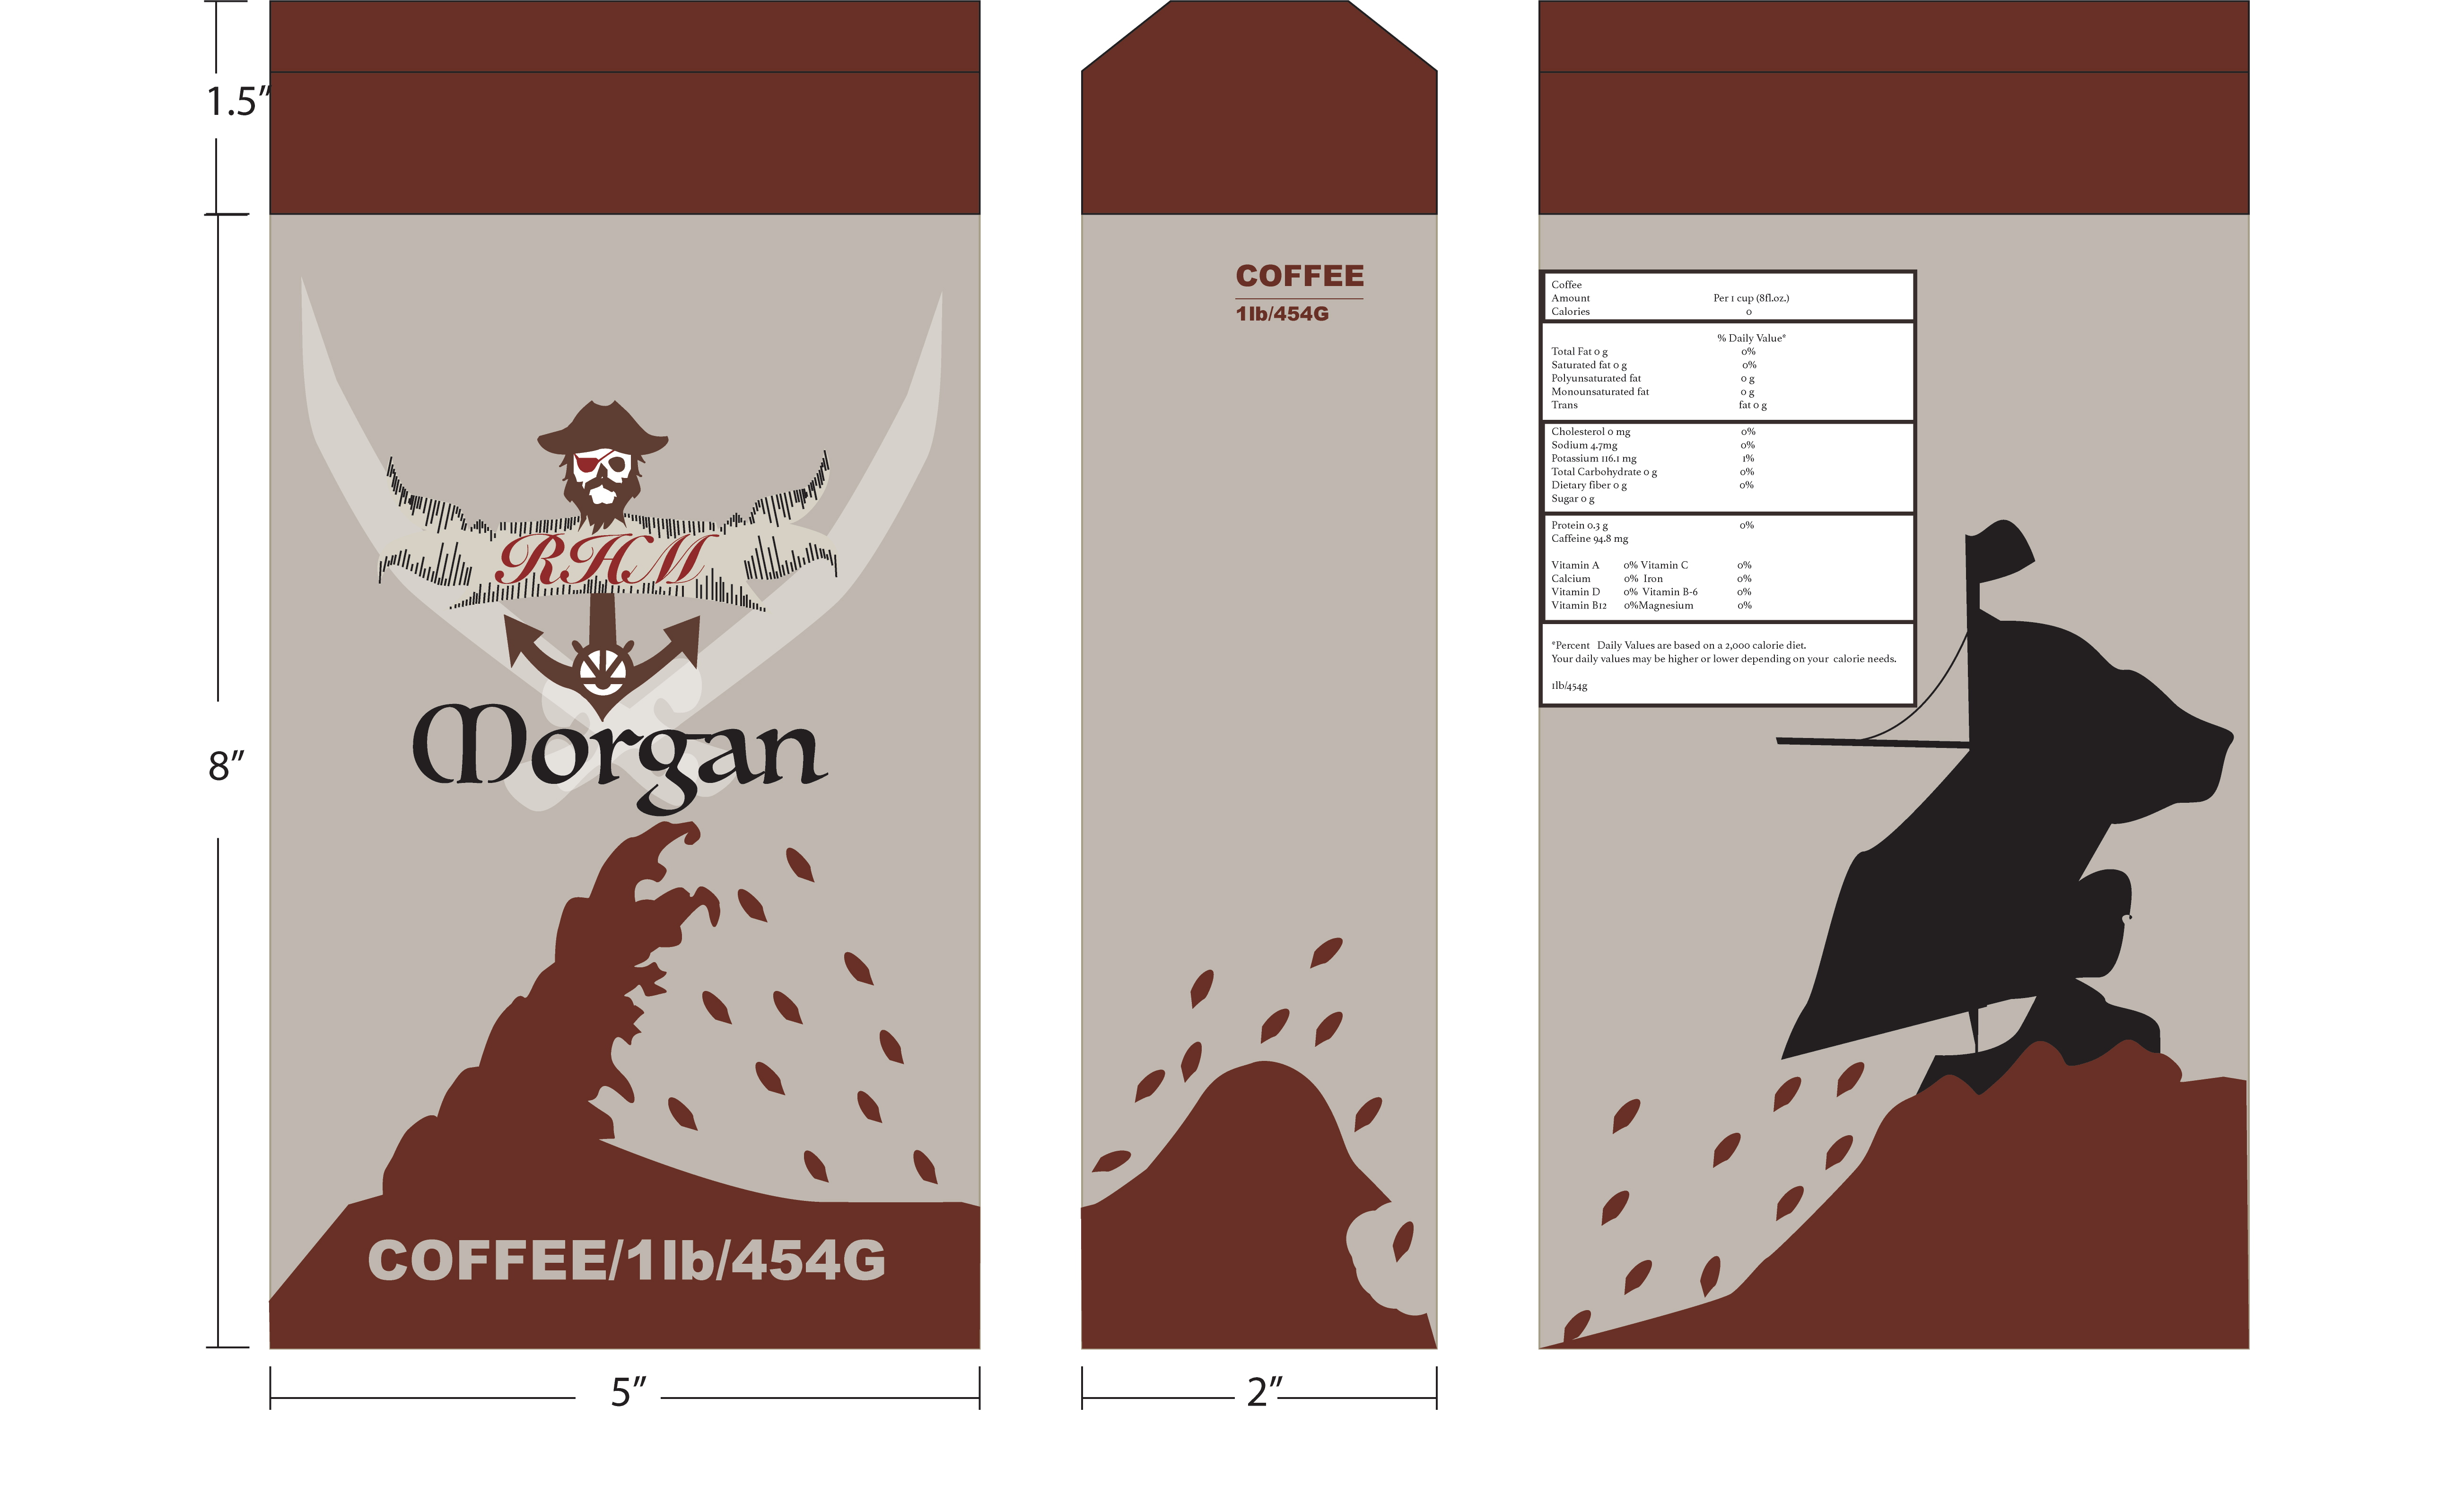 1.5"
8"
RHM
Morgan
COFFEE/1lb/454G
5"
COFFEE
1lb/454G
2"
Coffee
Amount Per 1 cup (8fl.oz.)
Calories 0
% Daily Value*
Total Fat 0 g 0%
Saturated fat 0 g 0%
Polyunsaturated fat 0 g
Monounsaturated fat 0 g
Trans fat 0 g
Cholesterol 0 mg 0%
Sodium 4.7mg 0%
Potassium 116.1 mg 1%
Total Carbohydrate 0 g 0%
Dietary fiber 0 g 0%
Sugar 0 g
Protein 0.3 g 0%
Caffeine 94.8 mg
Vitamin A 0% Vitamin C 0%
Calcium 0% Iron 0%
Vitamin D 0% Vitamin B-6 0%
Vitamin B12 0%Magnesium 0%
*Percent Daily Values are based on a 2,000 calorie diet.
Your daily values may be higher or lower depending on your calorie needs.
1lb/454g